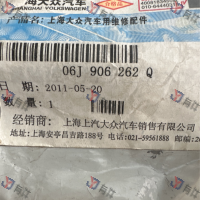 海大众汽车
品名：上海大众汽车用维修配件
06J 906 262 Q
日期：2011-05-20
数量：1
经销商：上海上汽大众汽车销售有限公司
地址：上海安亭昌吉路188号 电话-021-59561888 邮编:20